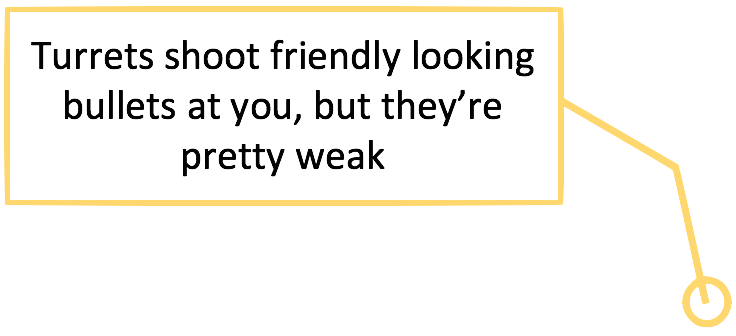 Turrets shoot friendly looking
bullets at you, but they’re
pretty weak